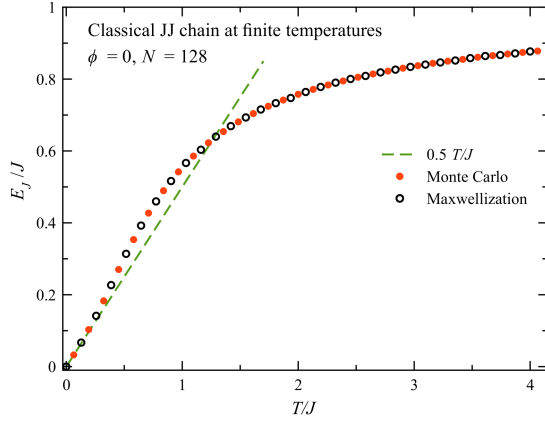 Classical JJ chain at finite temperatures
ϕ = 0, N = 128
1
0.8
0.6
0.4
0.2
0
E_J/J
0.5 T/J
Monte Carlo
Maxwellization
0 1 2 3 4
T/J